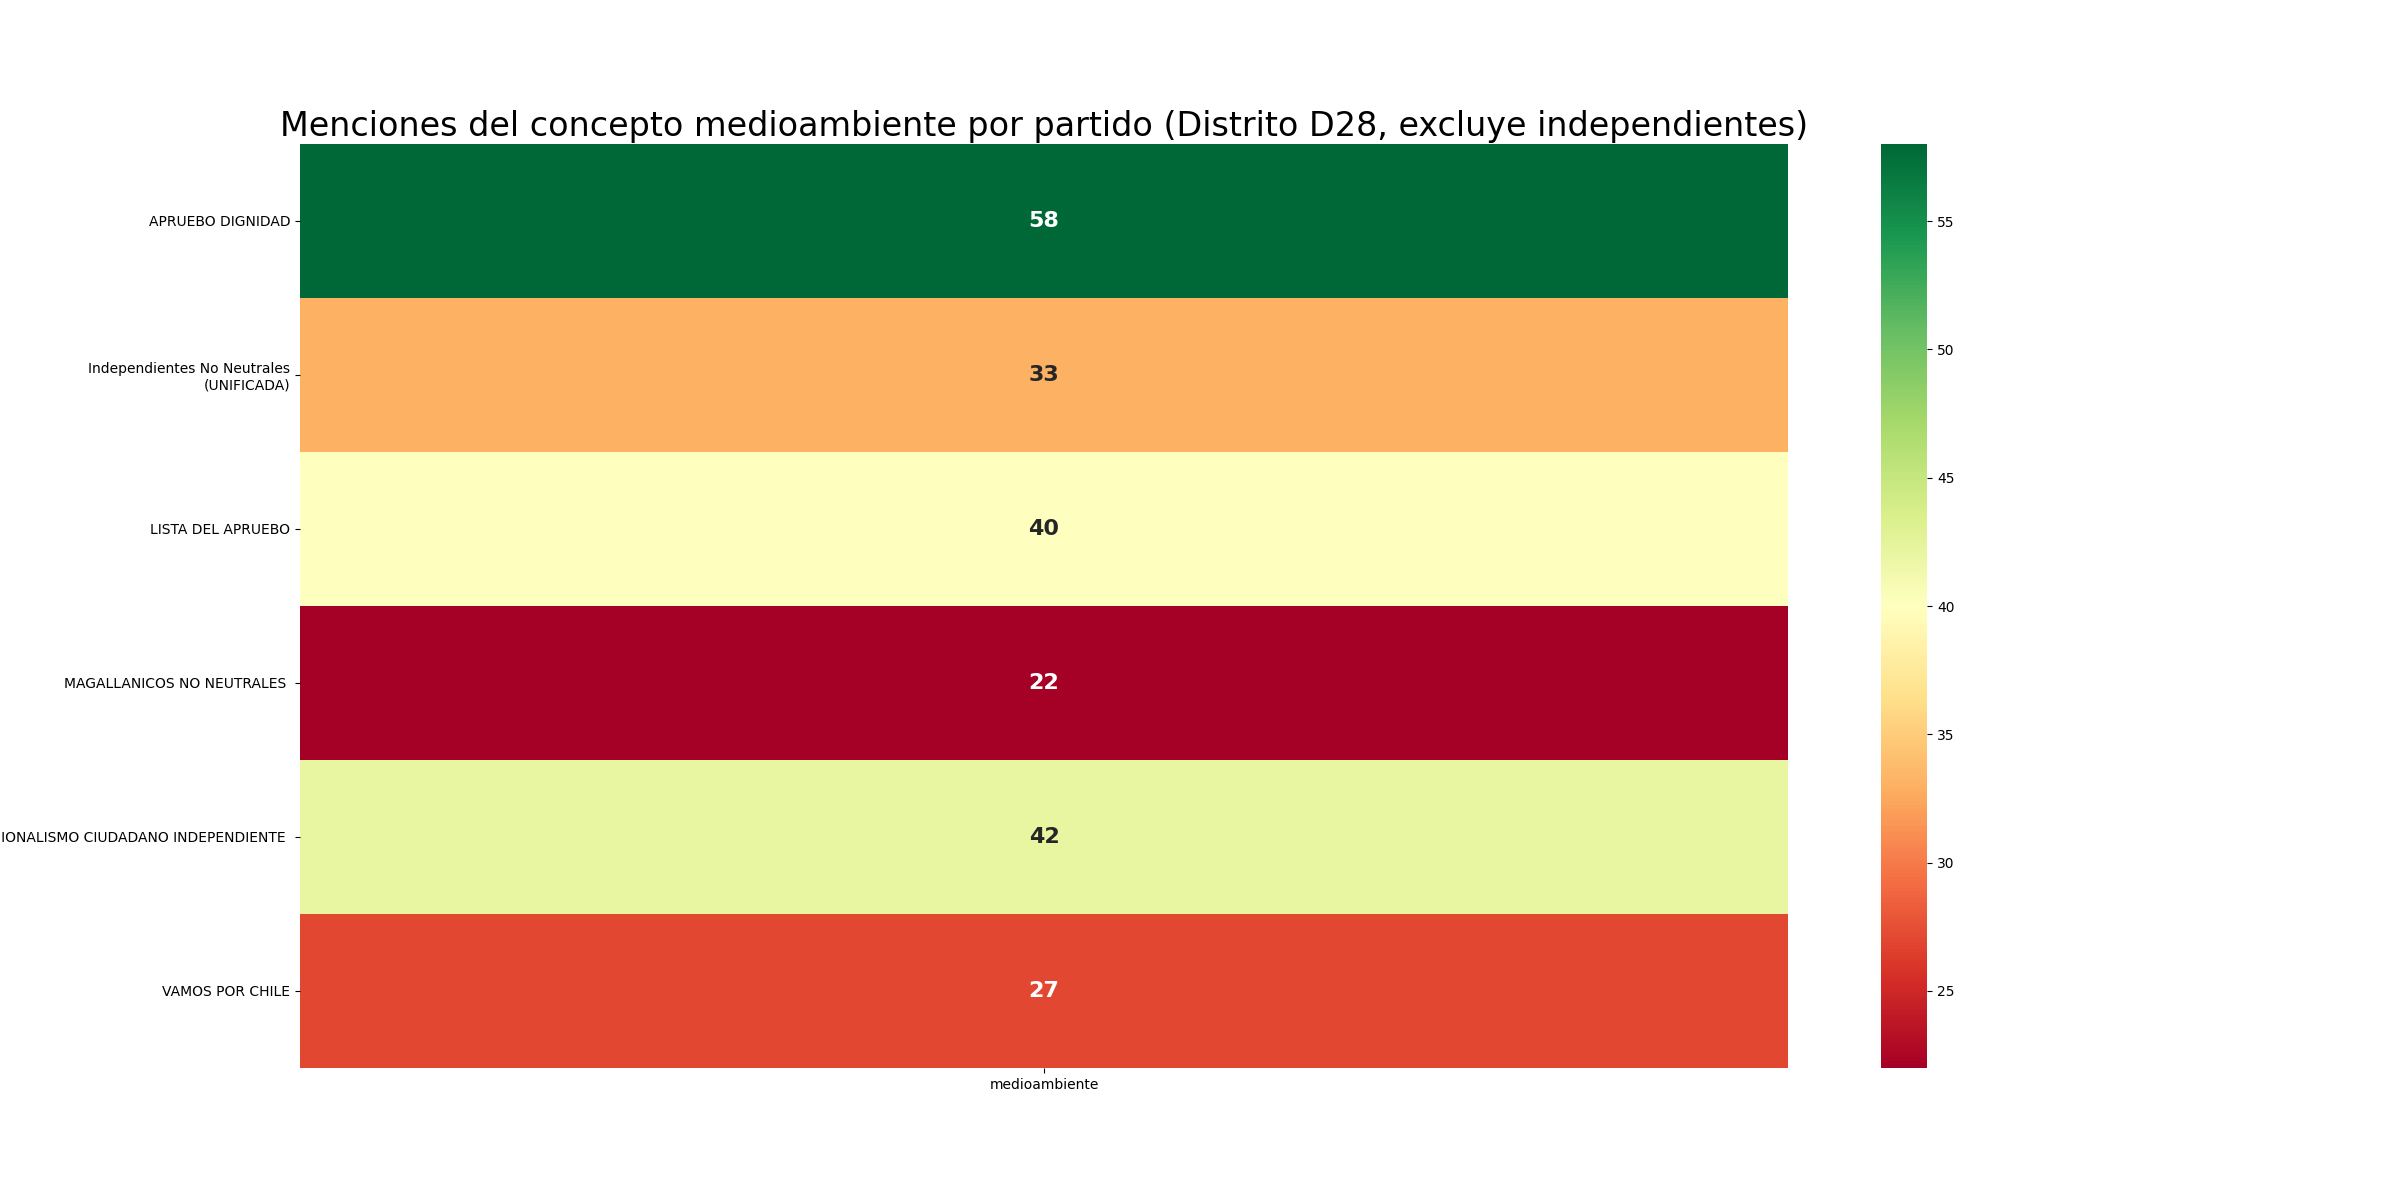 Menciones del concepto medioambiente por partido (Distrito D28, excluye independientes)
APRUEBO DIGNIDAD
58
Independientes No Neutrales
(UNIFICADA)
33
LISTA DEL APRUEBO
40
MAGALLANICOS NO NEUTRALES
22
IONALISMO CIUDADANO INDEPENDIENTE
42
VAMOS POR CHILE
27
medioambiente
55
50
45
40
35
30
25